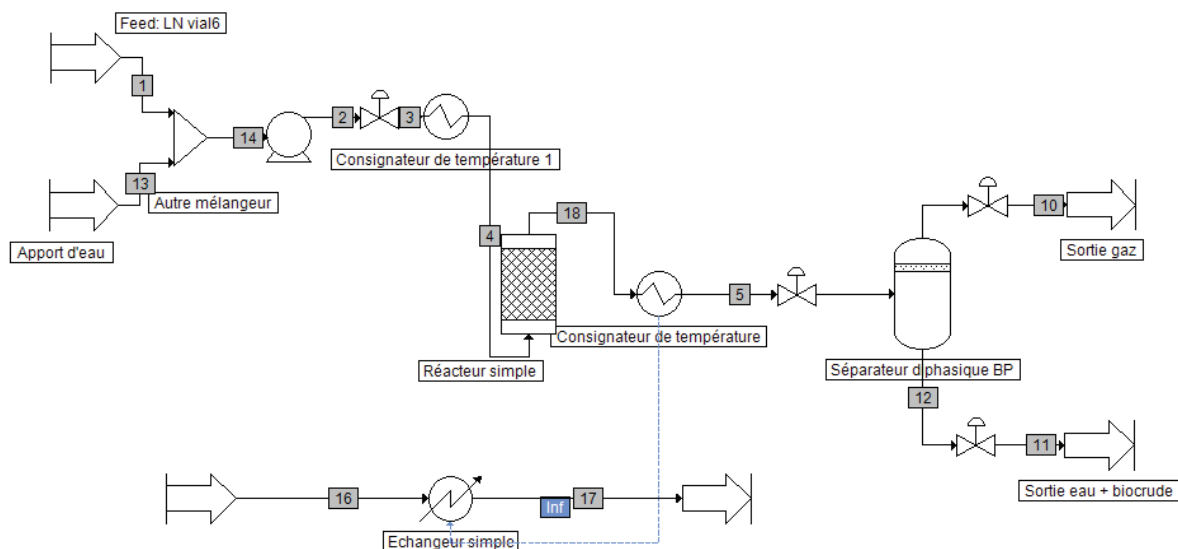 Feed: LN vial6
1
2
3
14
Consignateur de température 1
13
Autre mélangeur
Apport d'eau
18
10
4
Sortie gaz
5
Consignateur de température
Réacteur simple
Séparateur diphasique BP
12
11
Sortie eau + biocrude
16
17
Inf
Echangeur simple